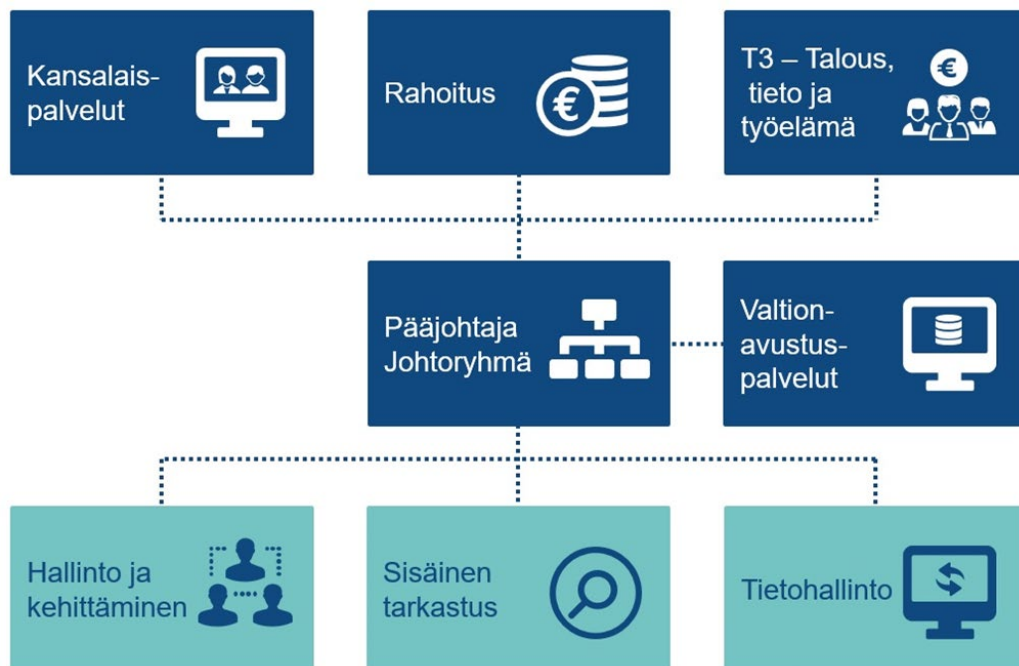 Kansalais-
palvelut
Rahoitus
€
T3 – Talous,
tieto ja
työelämä
€
Pääjohtaja
Johtoryhmä
Valtion-
avustus-
palvelut
Hallinto ja
kehittäminen
Sisäinen
tarkastus
Tietohallinto